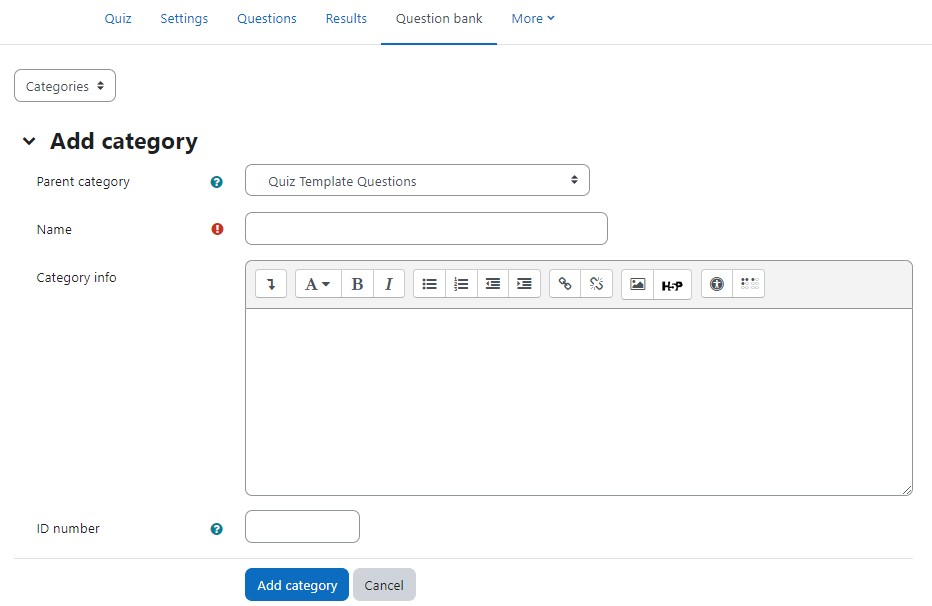 Quiz Settings Questions Results Question bank More
Categories
Add category
Parent category Quiz Template Questions
Name
Category info
A B I H5P
ID number
Add category Cancel